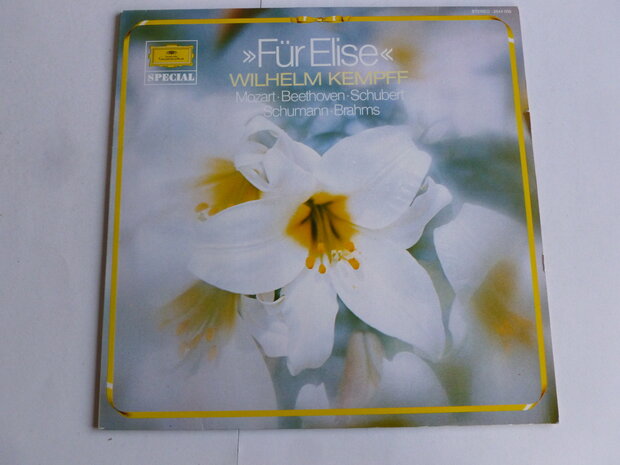 STEREO
»Für Elise«
SPECIAL
WILHELM KEMPFF
Mozart · Beethoven · Schubert
Schumann · Brahms